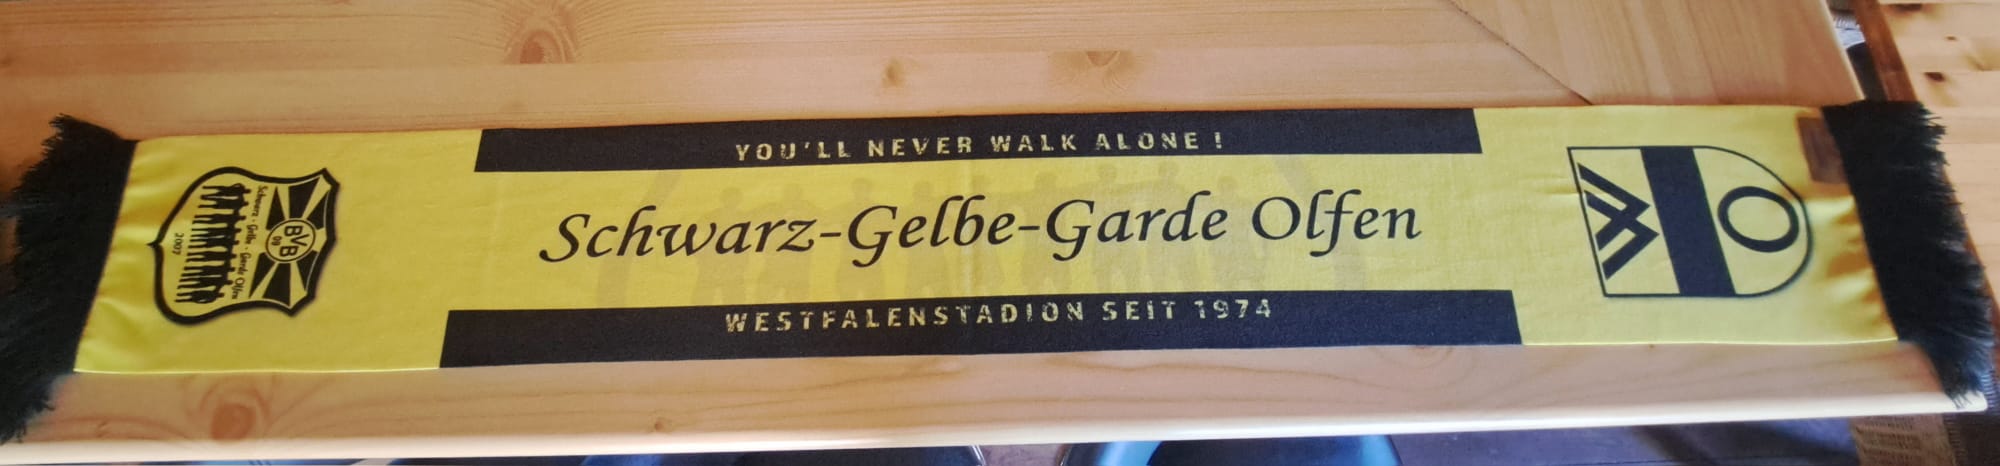 YOU'LL NEVER WALK ALONE !
Schwarz-Gelbe-Garde Olfen
WESTFALENSTADION SEIT 1974
BVB
09
Schwarz - Gelbe - Garde Olfen
2007
O